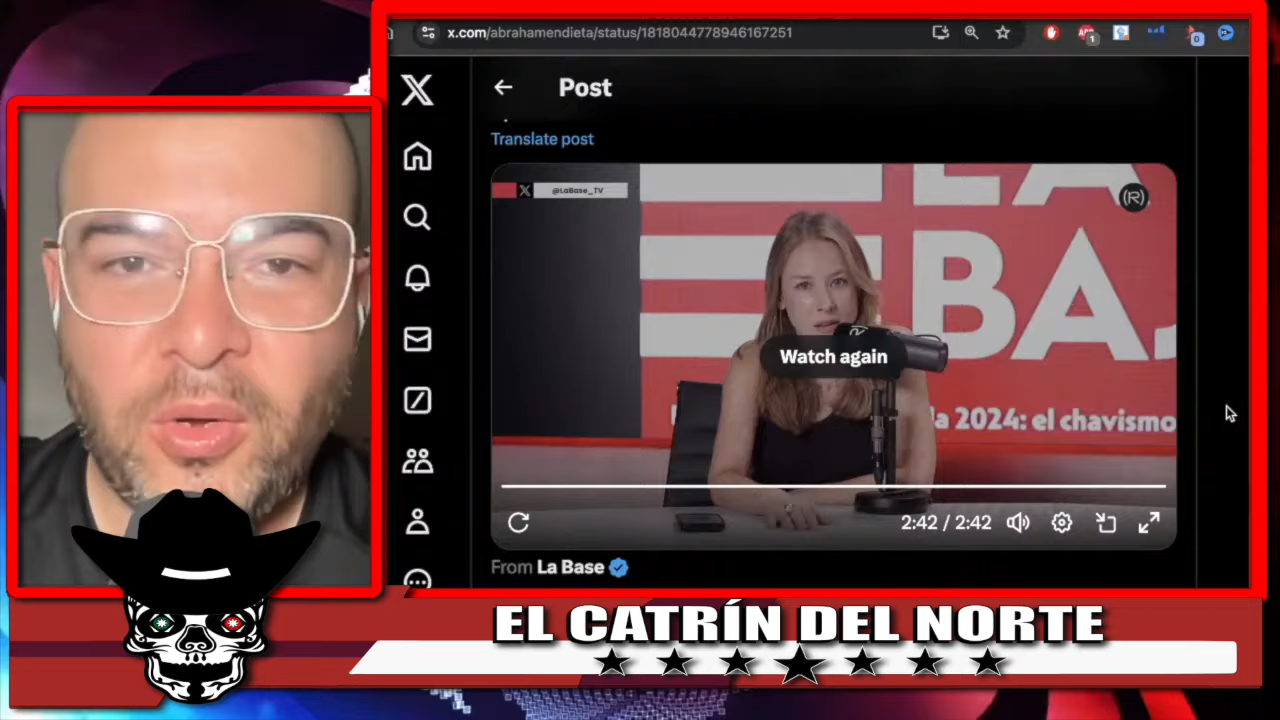 x.com/abrahamendieta/status/1818044778946167251
Post
Translate post
@LaBase_TV
(R)
LA
BA
Watch again
a 2024: el chavismo
2:42 / 2:42
From La Base
EL CATRÍN DEL NORTE